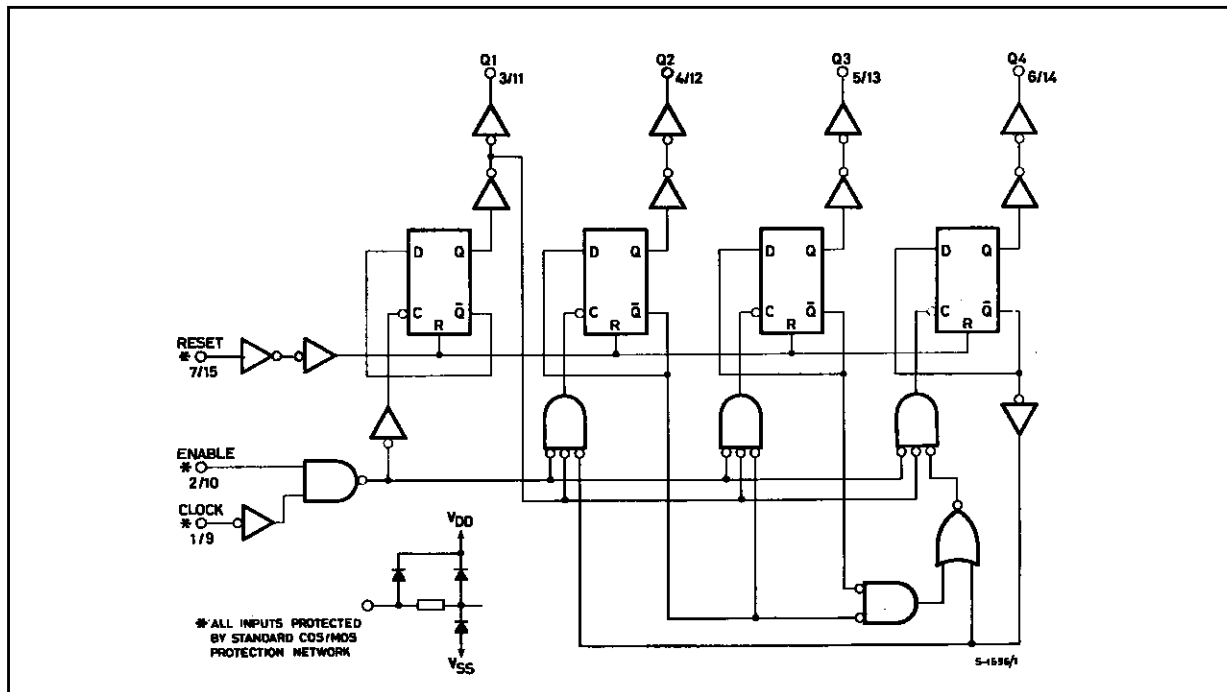 Q1
3/11
Q2
4/12
Q3
5/13
Q4
6/14
D Q
C Q̄
R
D Q
C Q̄
R
D Q
C Q̄
R
D Q
C Q̄
R
RESET
* 7/15
ENABLE
* 2/10
CLOCK
* 1/9
VDD
VSS
* ALL INPUTS PROTECTED
BY STANDARD COS/MOS
PROTECTION NETWORK
S-1696/1